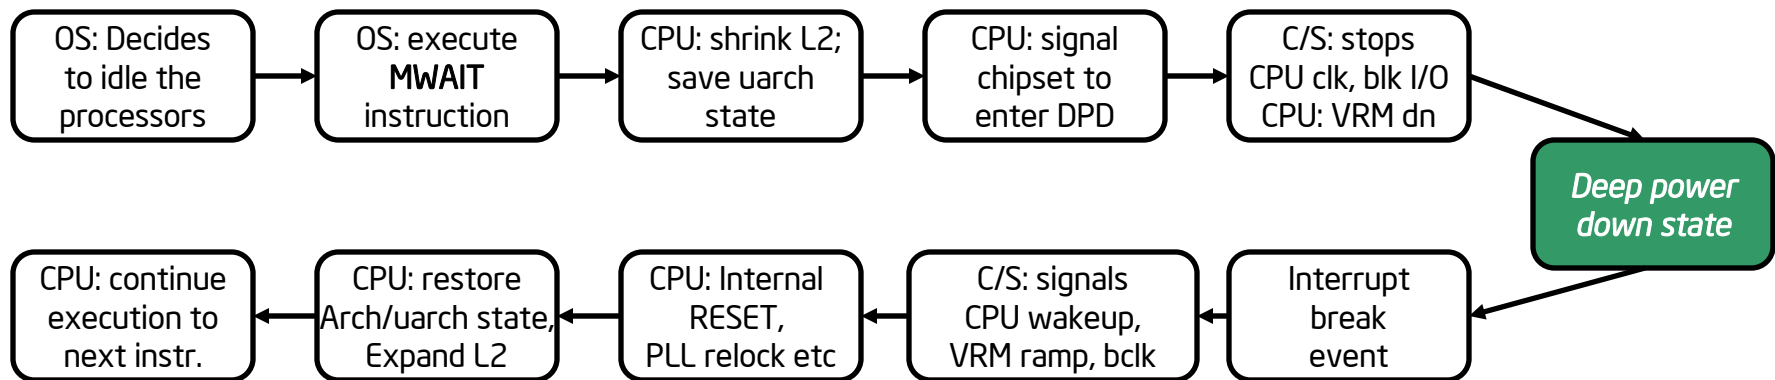 OS: Decides
to idle the
processors
OS: execute
MWAIT
instruction
CPU: shrink L2;
save uarch
state
CPU: signal
chipset to
enter DPD
C/S: stops
CPU clk, blk I/O
CPU: VRM dn
Deep power
down state
Interrupt
break
event
C/S: signals
CPU wakeup,
VRM ramp, bclk
CPU: Internal
RESET,
PLL relock etc
CPU: restore
Arch/uarch state,
Expand L2
CPU: continue
execution to
next instr.